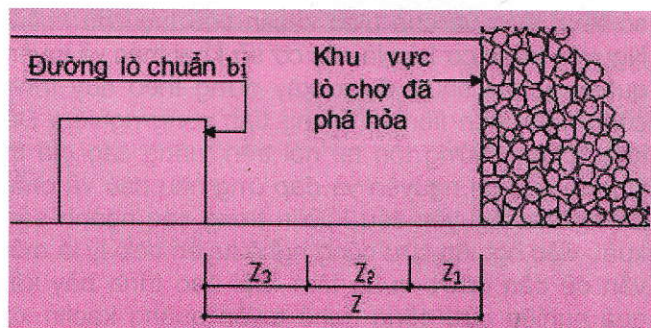 Đường lò chuẩn bị
Khu vực
lò chợ đã
phá hỏa
Z3 Z2 Z1
Z